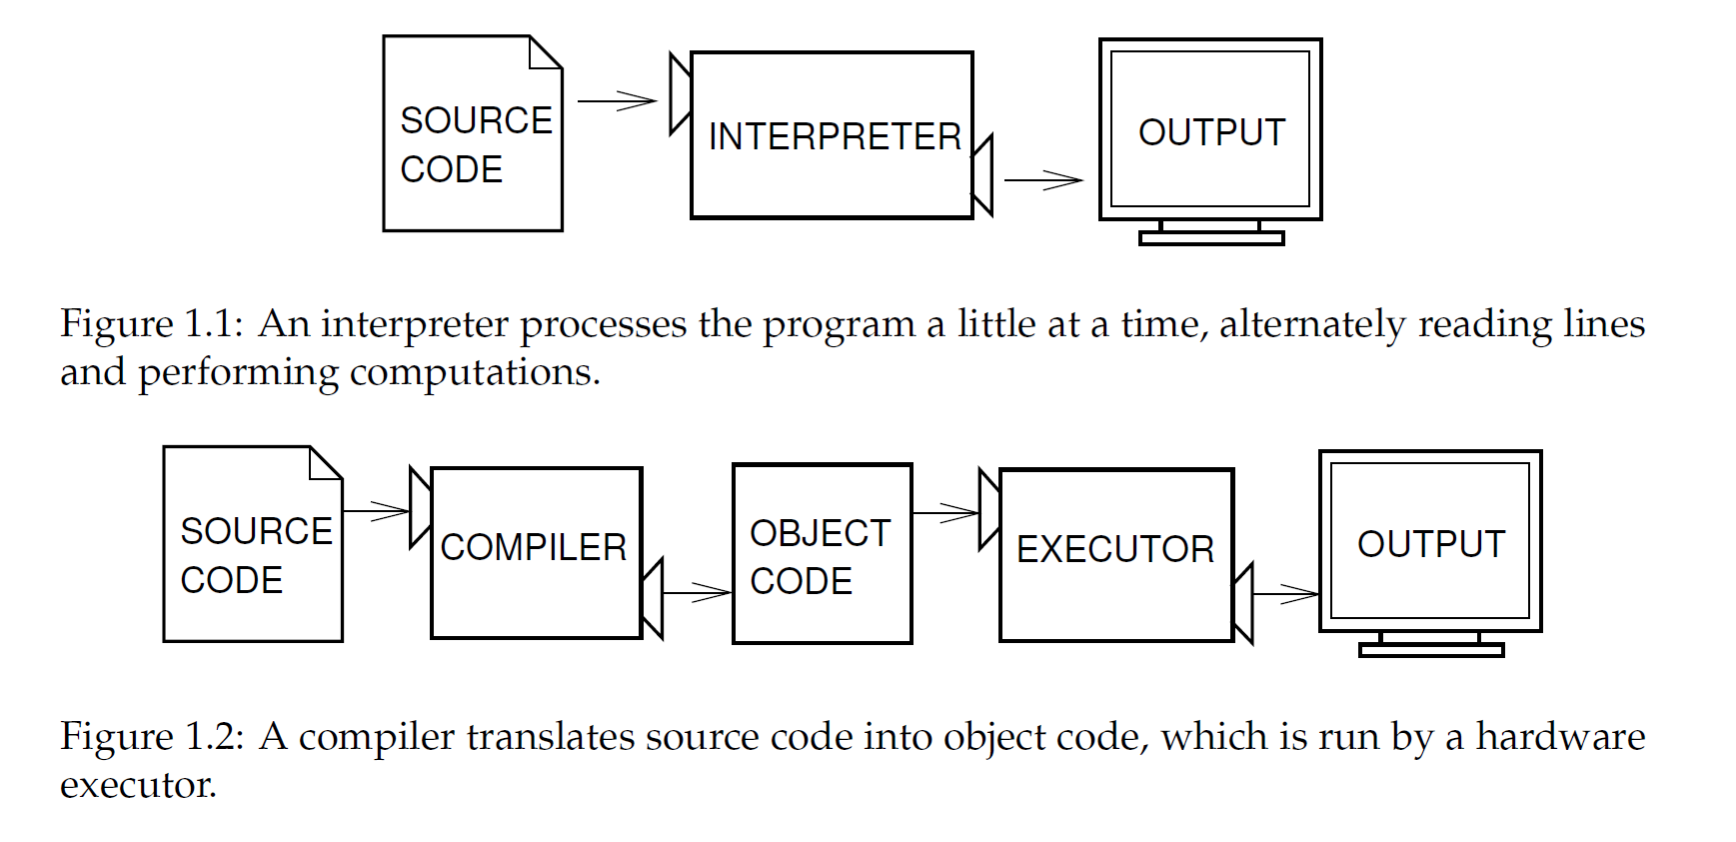 SOURCE
CODE
INTERPRETER
OUTPUT
Figure 1.1: An interpreter processes the program a little at a time, alternately reading lines
and performing computations.
SOURCE
CODE
COMPILER
OBJECT
CODE
EXECUTOR
OUTPUT
Figure 1.2: A compiler translates source code into object code, which is run by a hardware
executor.